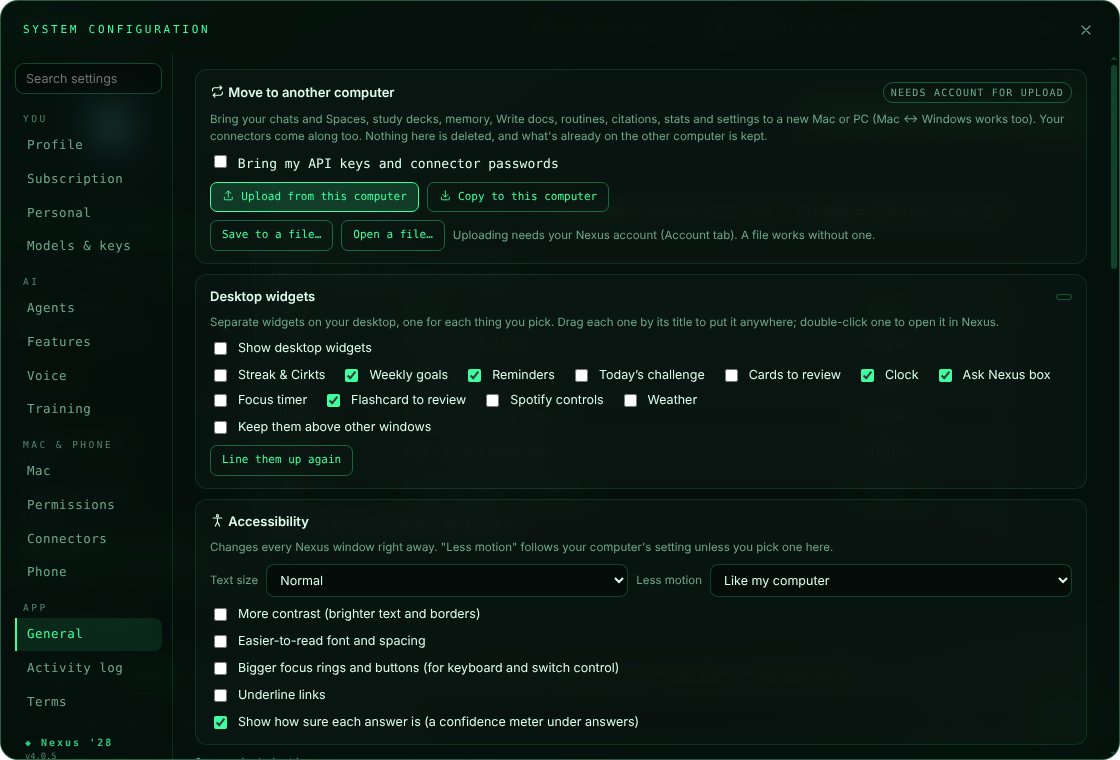 SYSTEM CONFIGURATION
Search settings
YOU
Profile
Subscription
Personal
Models & keys
AI
Agents
Features
Voice
Training
MAC & PHONE
Mac
Permissions
Connectors
Phone
APP
General
Activity log
Terms
◆ Nexus '28
v4.0.5
Move to another computer
NEEDS ACCOUNT FOR UPLOAD
Bring your chats and Spaces, study decks, memory, Write docs, routines, citations, stats and settings to a new Mac or PC (Mac ↔ Windows works too). Your
connectors come along too. Nothing here is deleted, and what's already on the other computer is kept.
Bring my API keys and connector passwords
Upload from this computer
Copy to this computer
Save to a file…
Open a file…
Uploading needs your Nexus account (Account tab). A file works without one.
Desktop widgets
Separate widgets on your desktop, one for each thing you pick. Drag each one by its title to put it anywhere; double-click one to open it in Nexus.
Show desktop widgets
Streak & Cirkts Weekly goals Reminders Today's challenge Cards to review Clock Ask Nexus box
Focus timer Flashcard to review Spotify controls Weather
Keep them above other windows
Line them up again
Accessibility
Changes every Nexus window right away. "Less motion" follows your computer's setting unless you pick one here.
Text size Normal Less motion Like my computer
More contrast (brighter text and borders)
Easier-to-read font and spacing
Bigger focus rings and buttons (for keyboard and switch control)
Underline links
Show how sure each answer is (a confidence meter under answers)